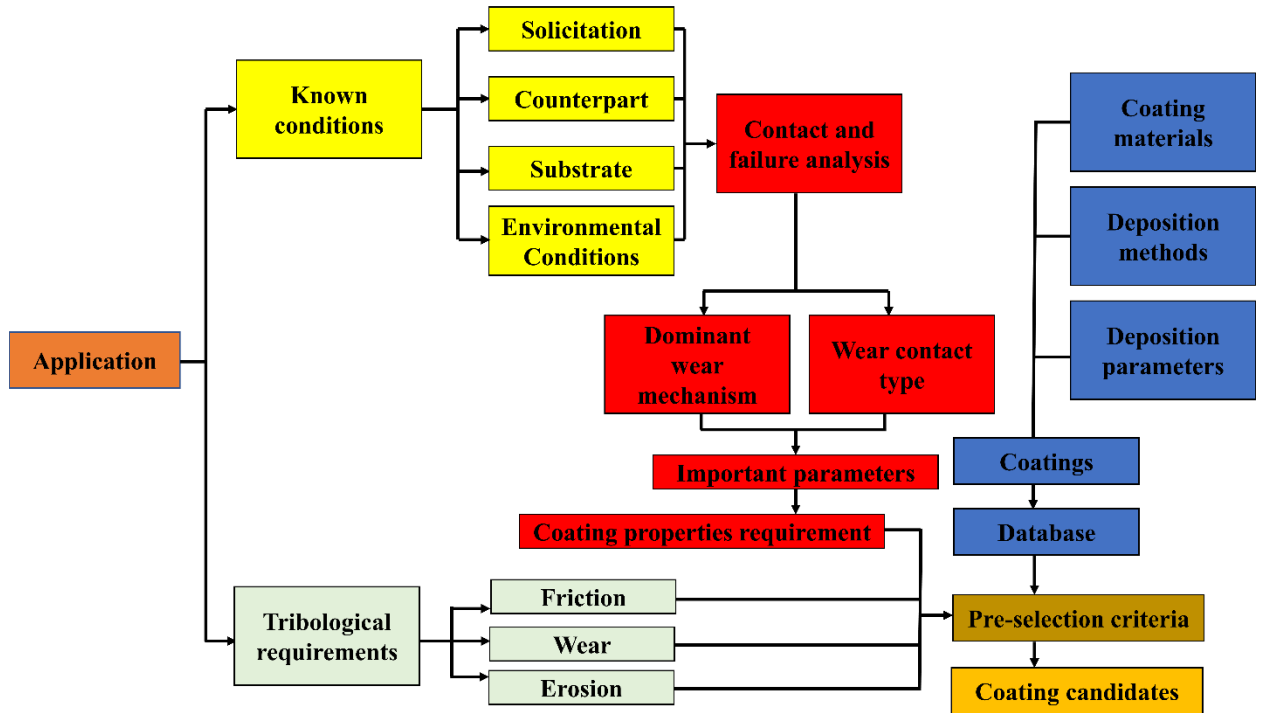 Solicitation
Known
conditions
Counterpart
Substrate
Environmental
Conditions
Contact and
failure analysis
Coating
materials
Deposition
methods
Deposition
parameters
Application
Dominant
wear
mechanism
Wear contact
type
Important parameters
Coatings
Coating properties requirement
Database
Tribological
requirements
Friction
Wear
Erosion
Pre-selection criteria
Coating candidates